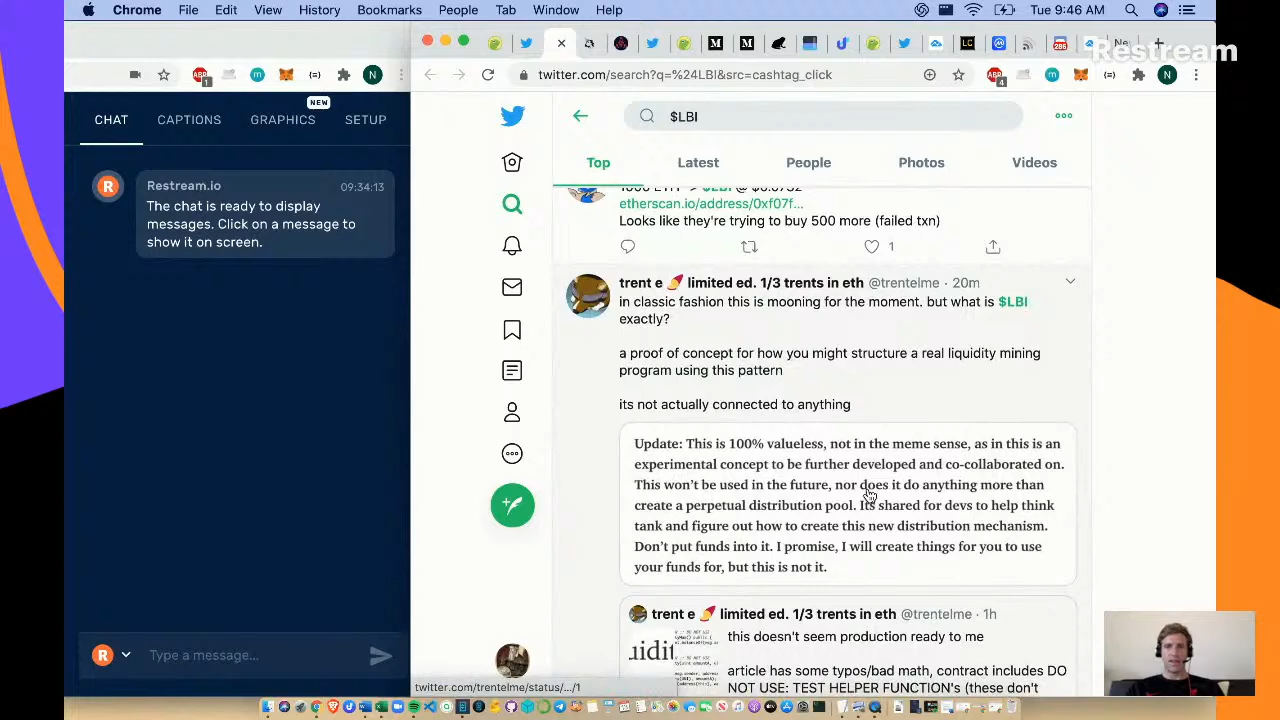 Chrome File Edit View History Bookmarks People Tab Window Help Tue 9:46 AM
Restream
twitter.com/search?q=%24LBI&src=cashtag_click
NEW
CHAT CAPTIONS GRAPHICS SETUP
Restream.io 09:34:13
The chat is ready to display
messages. Click on a message to
show it on screen.
Type a message...
$LBI
Top Latest People Photos Videos
etherscan.io/address/0xf07f...
Looks like they're trying to buy 500 more (failed txn)
1
trent e 💅 limited ed. 1/3 trents in eth @trentelme · 20m
in classic fashion this is mooning for the moment. but what is $LBI
exactly?
a proof of concept for how you might structure a real liquidity mining
program using this pattern
its not actually connected to anything
Update: This is 100% valueless, not in the meme sense, as in this is an
experimental concept to be further developed and co-collaborated on.
This won't be used in the future, nor does it do anything more than
create a perpetual distribution pool. Its shared for devs to help think
tank and figure out how to create this new distribution mechanism.
Don't put funds into it. I promise, I will create things for you to use
your funds for, but this is not it.
trent e 💅 limited ed. 1/3 trents in eth @trentelme · 1h
this doesn't seem production ready to me
article has some typos/bad math, contract includes DO
NOT USE: TEST HELPER FUNCTION's (these don't
twitter.com/trentelme/status/.../1